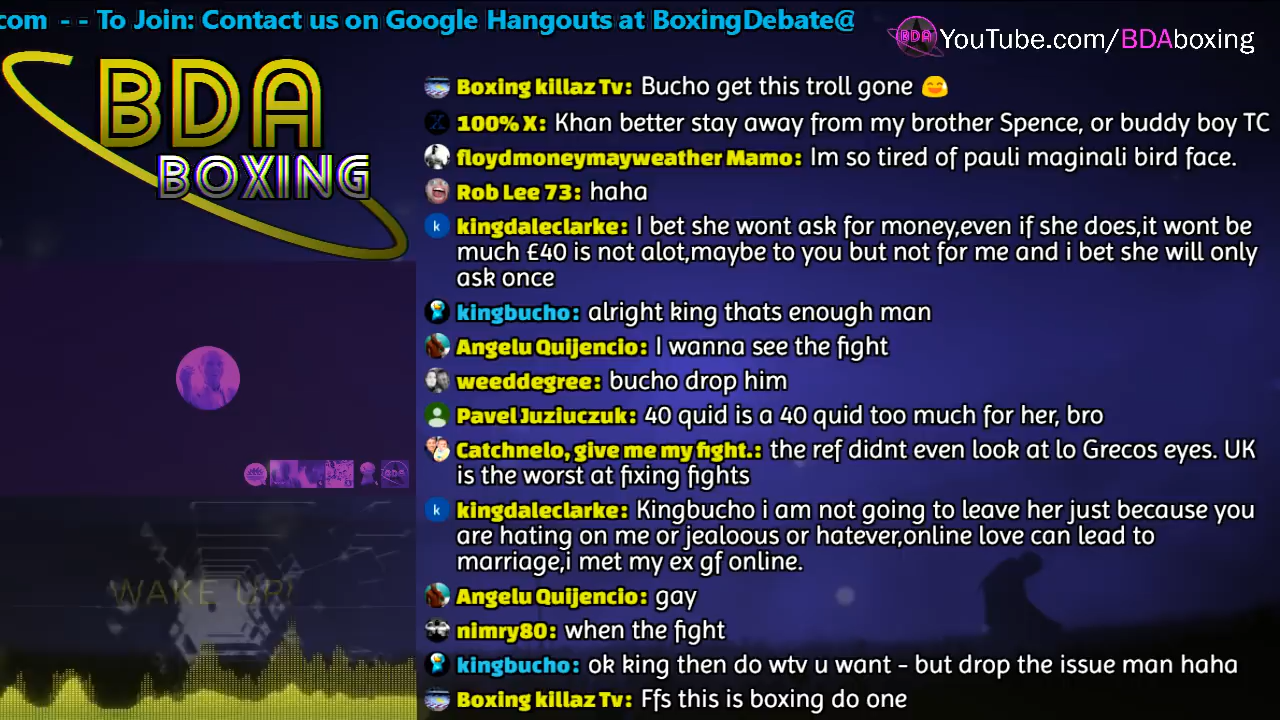 com - - To Join: Contact us on Google Hangouts at BoxingDebate@
BDA YouTube.com/BDAboxing
BDA
BOXING
Boxing killaz Tv: Bucho get this troll gone 😊
100% X: Khan better stay away from my brother Spence, or buddy boy TC
floydmoneymayweather Mamo: Im so tired of pauli maginali bird face.
Rob Lee 73: haha
k kingdaleclarke: I bet she wont ask for money,even if she does,it wont be
much £40 is not alot,maybe to you but not for me and i bet she will only
ask once
kingbucho: alright king thats enough man
Angelu Quijencio: I wanna see the fight
weeddegree: bucho drop him
Pavel Juziuczuk: 40 quid is a 40 quid too much for her, bro
Catchnelo, give me my fight.: the ref didnt even look at lo Grecos eyes. UK
is the worst at fixing fights
k kingdaleclarke: Kingbucho i am not going to leave her just because you
are hating on me or jealoous or hatever,online love can lead to
marriage,i met my ex gf online.
Angelu Quijencio: gay
nimry80: when the fight
kingbucho: ok king then do wtv u want - but drop the issue man haha
Boxing killaz Tv: Ffs this is boxing do one
WAKE UP!